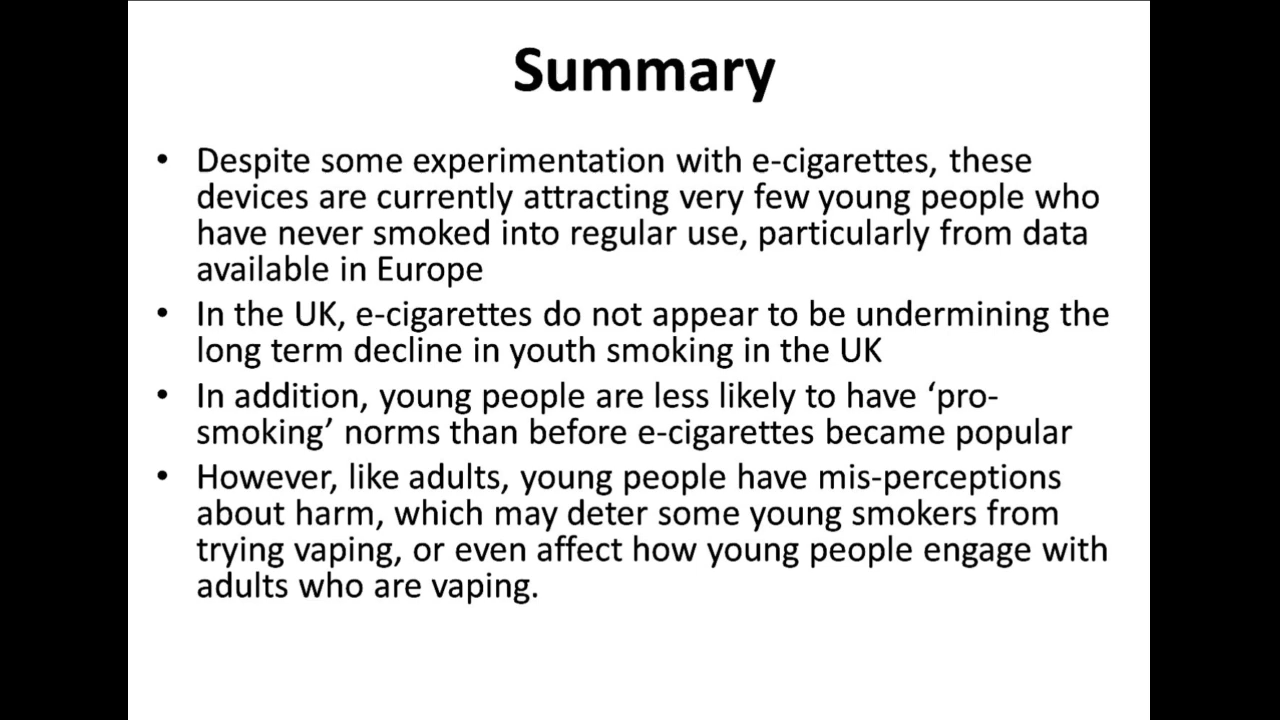 Summary
• Despite some experimentation with e-cigarettes, these
devices are currently attracting very few young people who
have never smoked into regular use, particularly from data
available in Europe
• In the UK, e-cigarettes do not appear to be undermining the
long term decline in youth smoking in the UK
• In addition, young people are less likely to have ‘pro-
smoking’ norms than before e-cigarettes became popular
• However, like adults, young people have mis-perceptions
about harm, which may deter some young smokers from
trying vaping, or even affect how young people engage with
adults who are vaping.